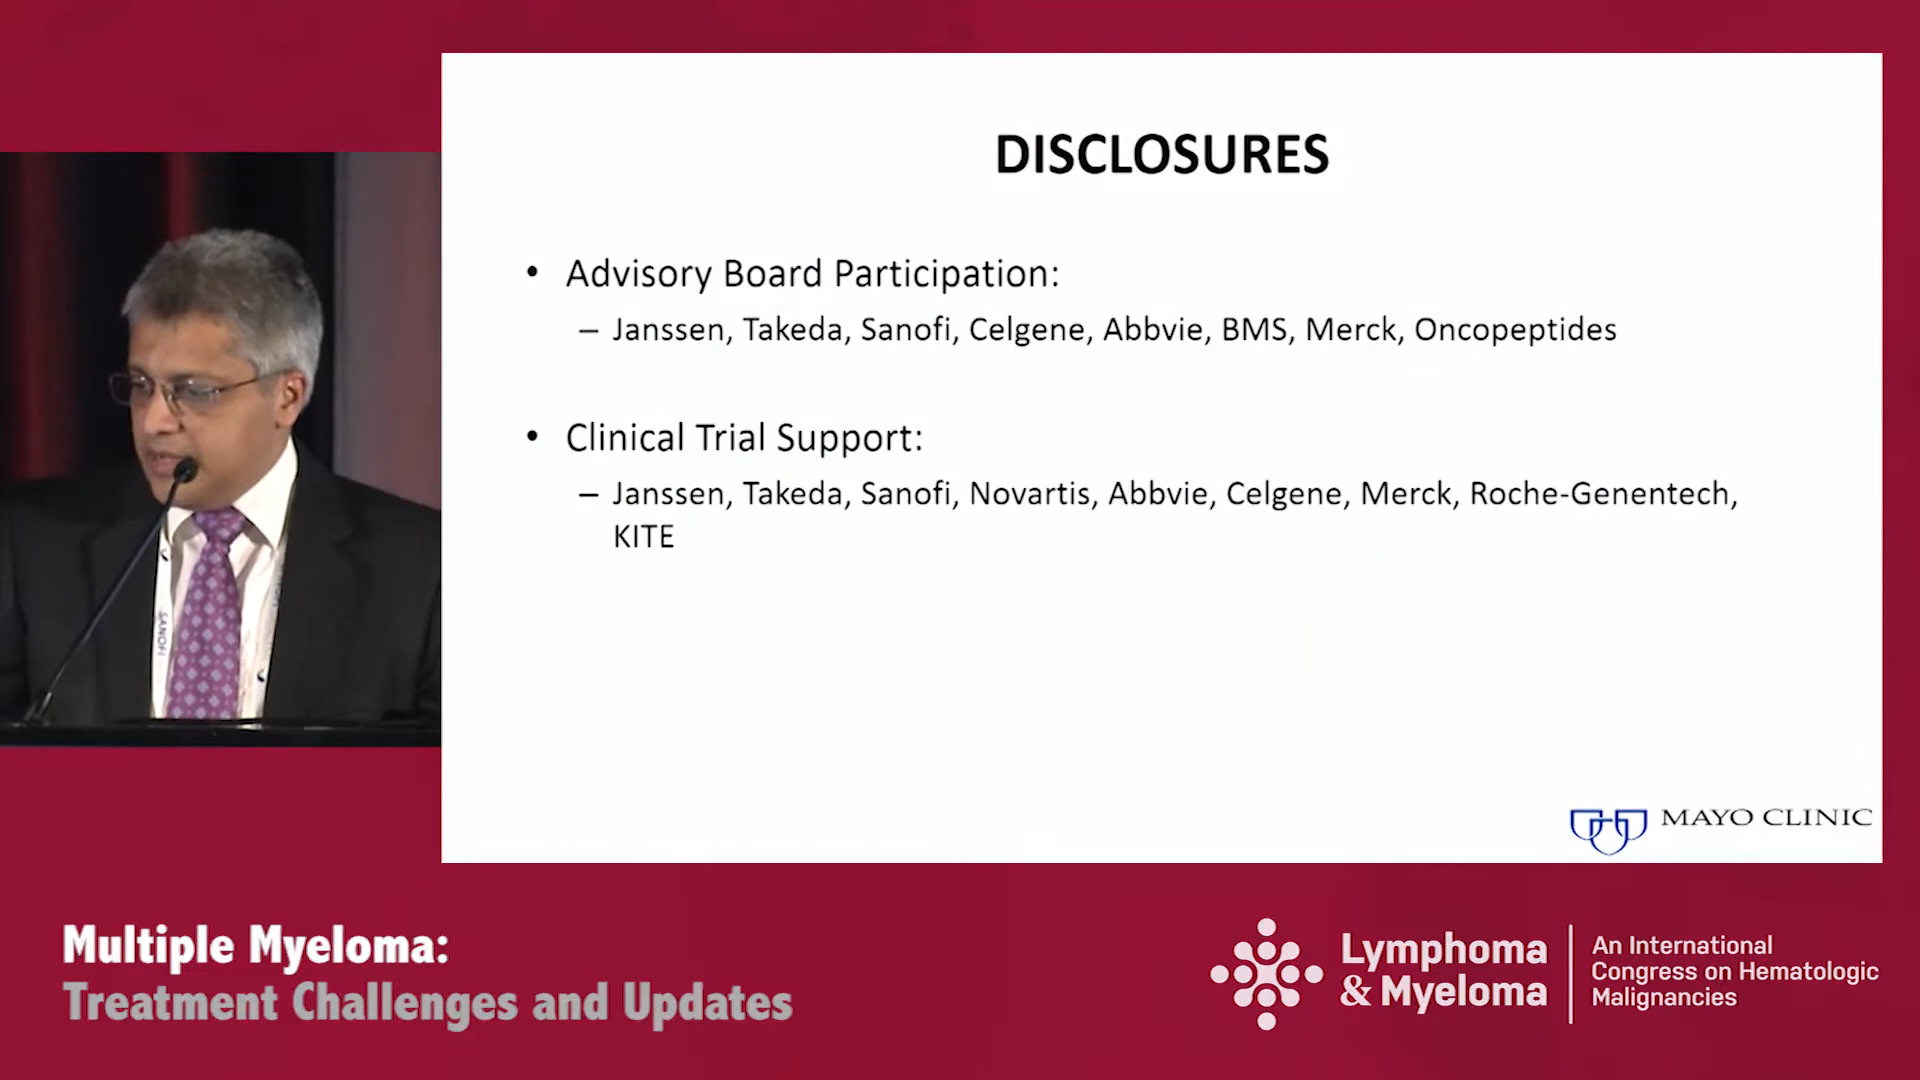 DISCLOSURES
• Advisory Board Participation:
– Janssen, Takeda, Sanofi, Celgene, Abbvie, BMS, Merck, Oncopeptides
• Clinical Trial Support:
– Janssen, Takeda, Sanofi, Novartis, Abbvie, Celgene, Merck, Roche-Genentech,
KITE
MAYO CLINIC
SANOFI
Multiple Myeloma:
Treatment Challenges and Updates
Lymphoma
& Myeloma
An International
Congress on Hematologic
Malignancies